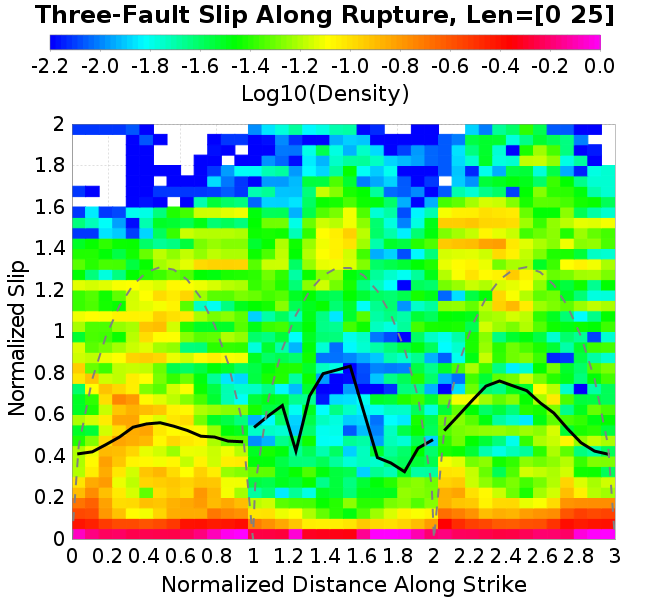 Three-Fault Slip Along Rupture, Len=[0 25]
-2.2 -2.0 -1.8 -1.6 -1.4 -1.2 -1.0 -0.8 -0.6 -0.4 -0.2 0.0
Log10(Density)
2
1.8
1.6
1.4
1.2
1
0.8
0.6
0.4
0.2
0
Normalized Slip
0 0.2 0.4 0.6 0.8 1 1.2 1.4 1.6 1.8 2 2.2 2.4 2.6 2.8 3
Normalized Distance Along Strike